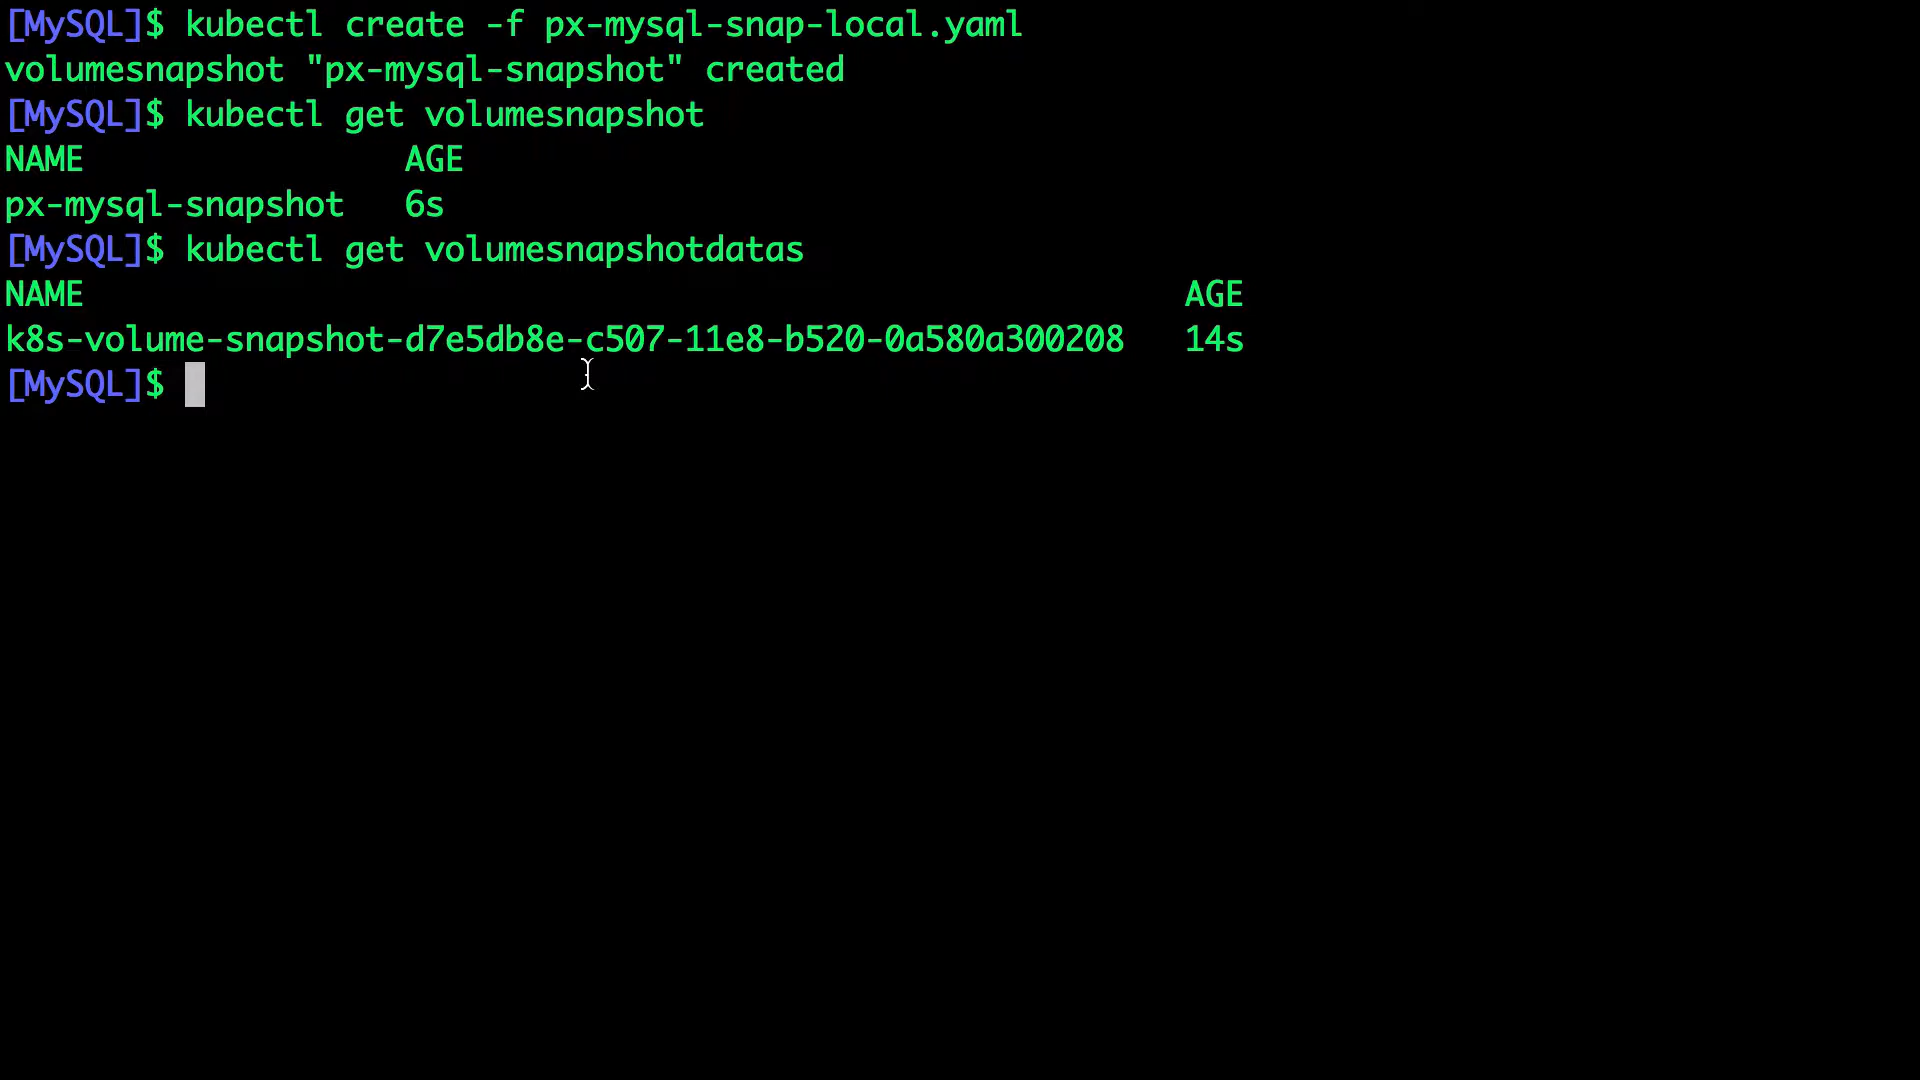 [MySQL]$ kubectl create -f px-mysql-snap-local.yaml
volumesnapshot "px-mysql-snapshot" created
[MySQL]$ kubectl get volumesnapshot
NAME                AGE
px-mysql-snapshot   6s
[MySQL]$ kubectl get volumesnapshotdatas
NAME                                                       AGE
k8s-volume-snapshot-d7e5db8e-c507-11e8-b520-0a580a300208   14s
[MySQL]$